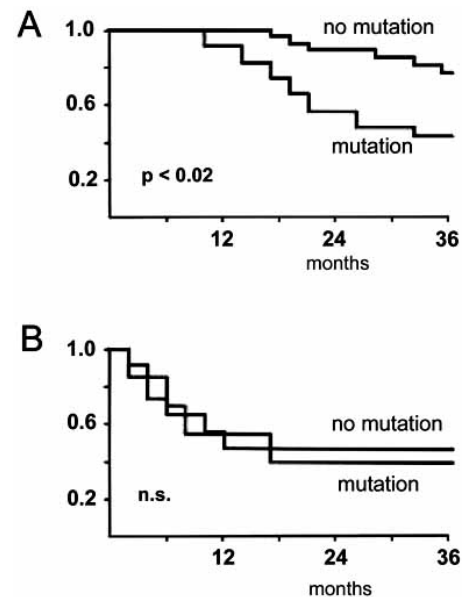 A
1.0
no mutation
0.6
mutation
0.2
p < 0.02
12 24 36
months
B
1.0
0.6
no mutation
mutation
0.2
n.s.
12 24 36
months